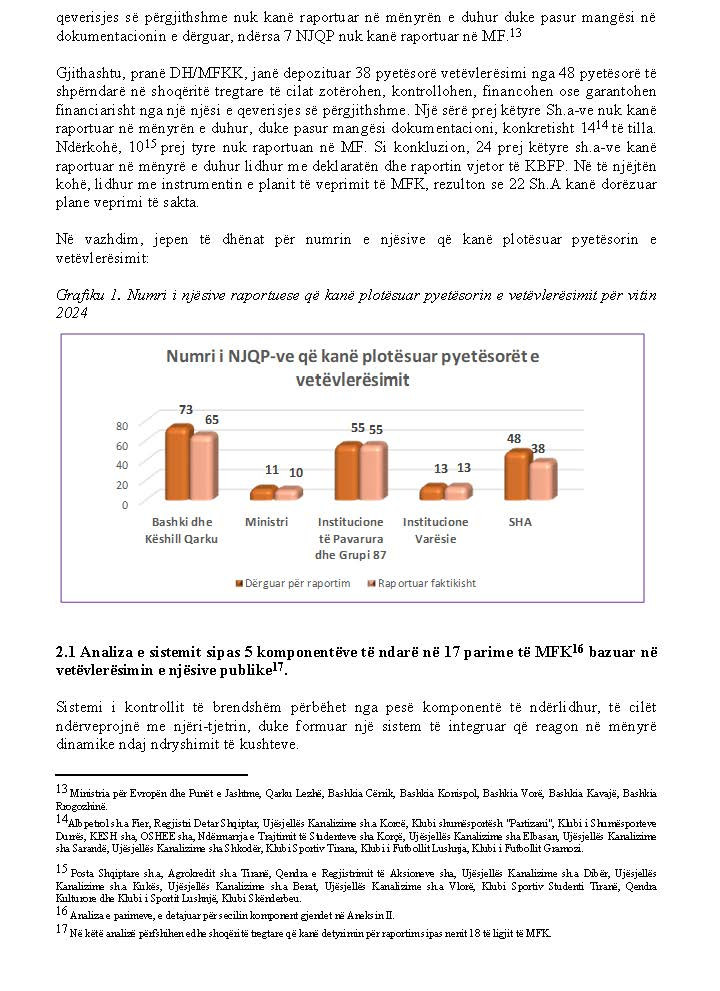 qeverisjes së përgjithshme nuk kanë raportuar në mënyrën e duhur duke pasur mangësi në
dokumentacionin e dërguar, ndërsa 7 NJQP nuk kanë raportuar në MF.13
Gjithashtu, pranë DH/MFKK, janë depozituar 38 pyetësorë vetëvlerësimi nga 48 pyetësorë të
shpërndarë në shoqëritë tregtare të cilat zotërohen, kontrollohen, financohen ose garantohen
financiarisht nga një njësi e qeverisjes së përgjithshme. Një sërë prej këtyre Sh.a-ve nuk kanë
raportuar në mënyrën e duhur, duke pasur mangësi dokumentacioni, konkretisht 1414 të tilla.
Ndërkohë, 1015 prej tyre nuk raportuan në MF. Si konkluzion, 24 prej këtyre sh.a-ve kanë
raportuar në mënyrë e duhur lidhur me deklaratën dhe raportin vjetor të KBFP. Në të njëjtën
kohë, lidhur me instrumentin e planit të veprimit të MFK, rezulton se 22 Sh.A kanë dorëzuar
plane veprimi të sakta.
Në vazhdim, jepen të dhënat për numrin e njësive që kanë plotësuar pyetësorin e
vetëvlerësimit:
Grafiku 1. Numri i njësive raportuese që kanë plotësuar pyetësorin e vetëvlerësimit për vitin
2024
Numri i NJQP-ve që kanë plotësuar pyetësorët e
vetëvlerësimit
80
60
40
20
0
73
65
11
10
55
55
13
13
48
38
Bashki dhe
Këshill Qarku
Ministri
Institucione
të Pavarura
dhe Grupi 87
Institucione
Varësie
SHA
Dërguar për raportim
Raportuar faktikisht
2.1 Analiza e sistemit sipas 5 komponentëve të ndarë në 17 parime të MFK16 bazuar në
vetëvlerësimin e njësive publike17.
Sistemi i kontrollit të brendshëm përbëhet nga pesë komponentë të ndërlidhur, të cilët
ndërveprojnë me njëri-tjetrin, duke formuar një sistem të integruar që reagon në mënyrë
dinamike ndaj ndryshimit të kushteve.
13 Ministria për Evropën dhe Punët e Jashtme, Qarku Lezhë, Bashkia Cërrik, Bashkia Konispol, Bashkia Vorë, Bashkia Kavajë, Bashkia
Rrogozhinë.
14Albpetrol sh.a Fier, Regjistri Detar Shqiptar, Ujësjellës Kanalizime sh.a Korcë, Klubi shumësportësh "Partizani", Klubi i Shumësporteve
Durrës, KESH sha, OSHEE sha, Ndërmarrja e Trajtimit të Studenteve sh.a Korçë, Ujësjellës Kanalizime sha Elbasan, Ujësjellës Kanalizime
sha Sarandë, Ujësjellës Kanalizime sha Shkodër, Klubi Sportiv Tirana, Klubi i Futbollit Lushnja, Klubi i Futbollit Gramozi.
15 Posta Shqiptare sh.a, Agrokredit sh.a Tiranë, Qendra e Regjistrimit të Aksioneve sha, Ujësjellës Kanalizime sh.a Dibër, Ujësjellës
Kanalizime sh.a Kukës, Ujësjellës Kanalizime sh.a Berat, Ujësjellës Kanalizime sh.a Vlorë, Klubi Sportiv Studenti Tiranë, Qendra
Kulturore dhe Klubi i Sportit Lushnjë, Klubi Skënderbeu.
16 Analiza e parimeve, e detajuar për secilin komponent gjendet në Aneksin II.
17 Në këtë analizë përfshihen edhe shoqëritë tregtare që kanë detyrimin për raportim sipas nenit 18 të ligjit të MFK.